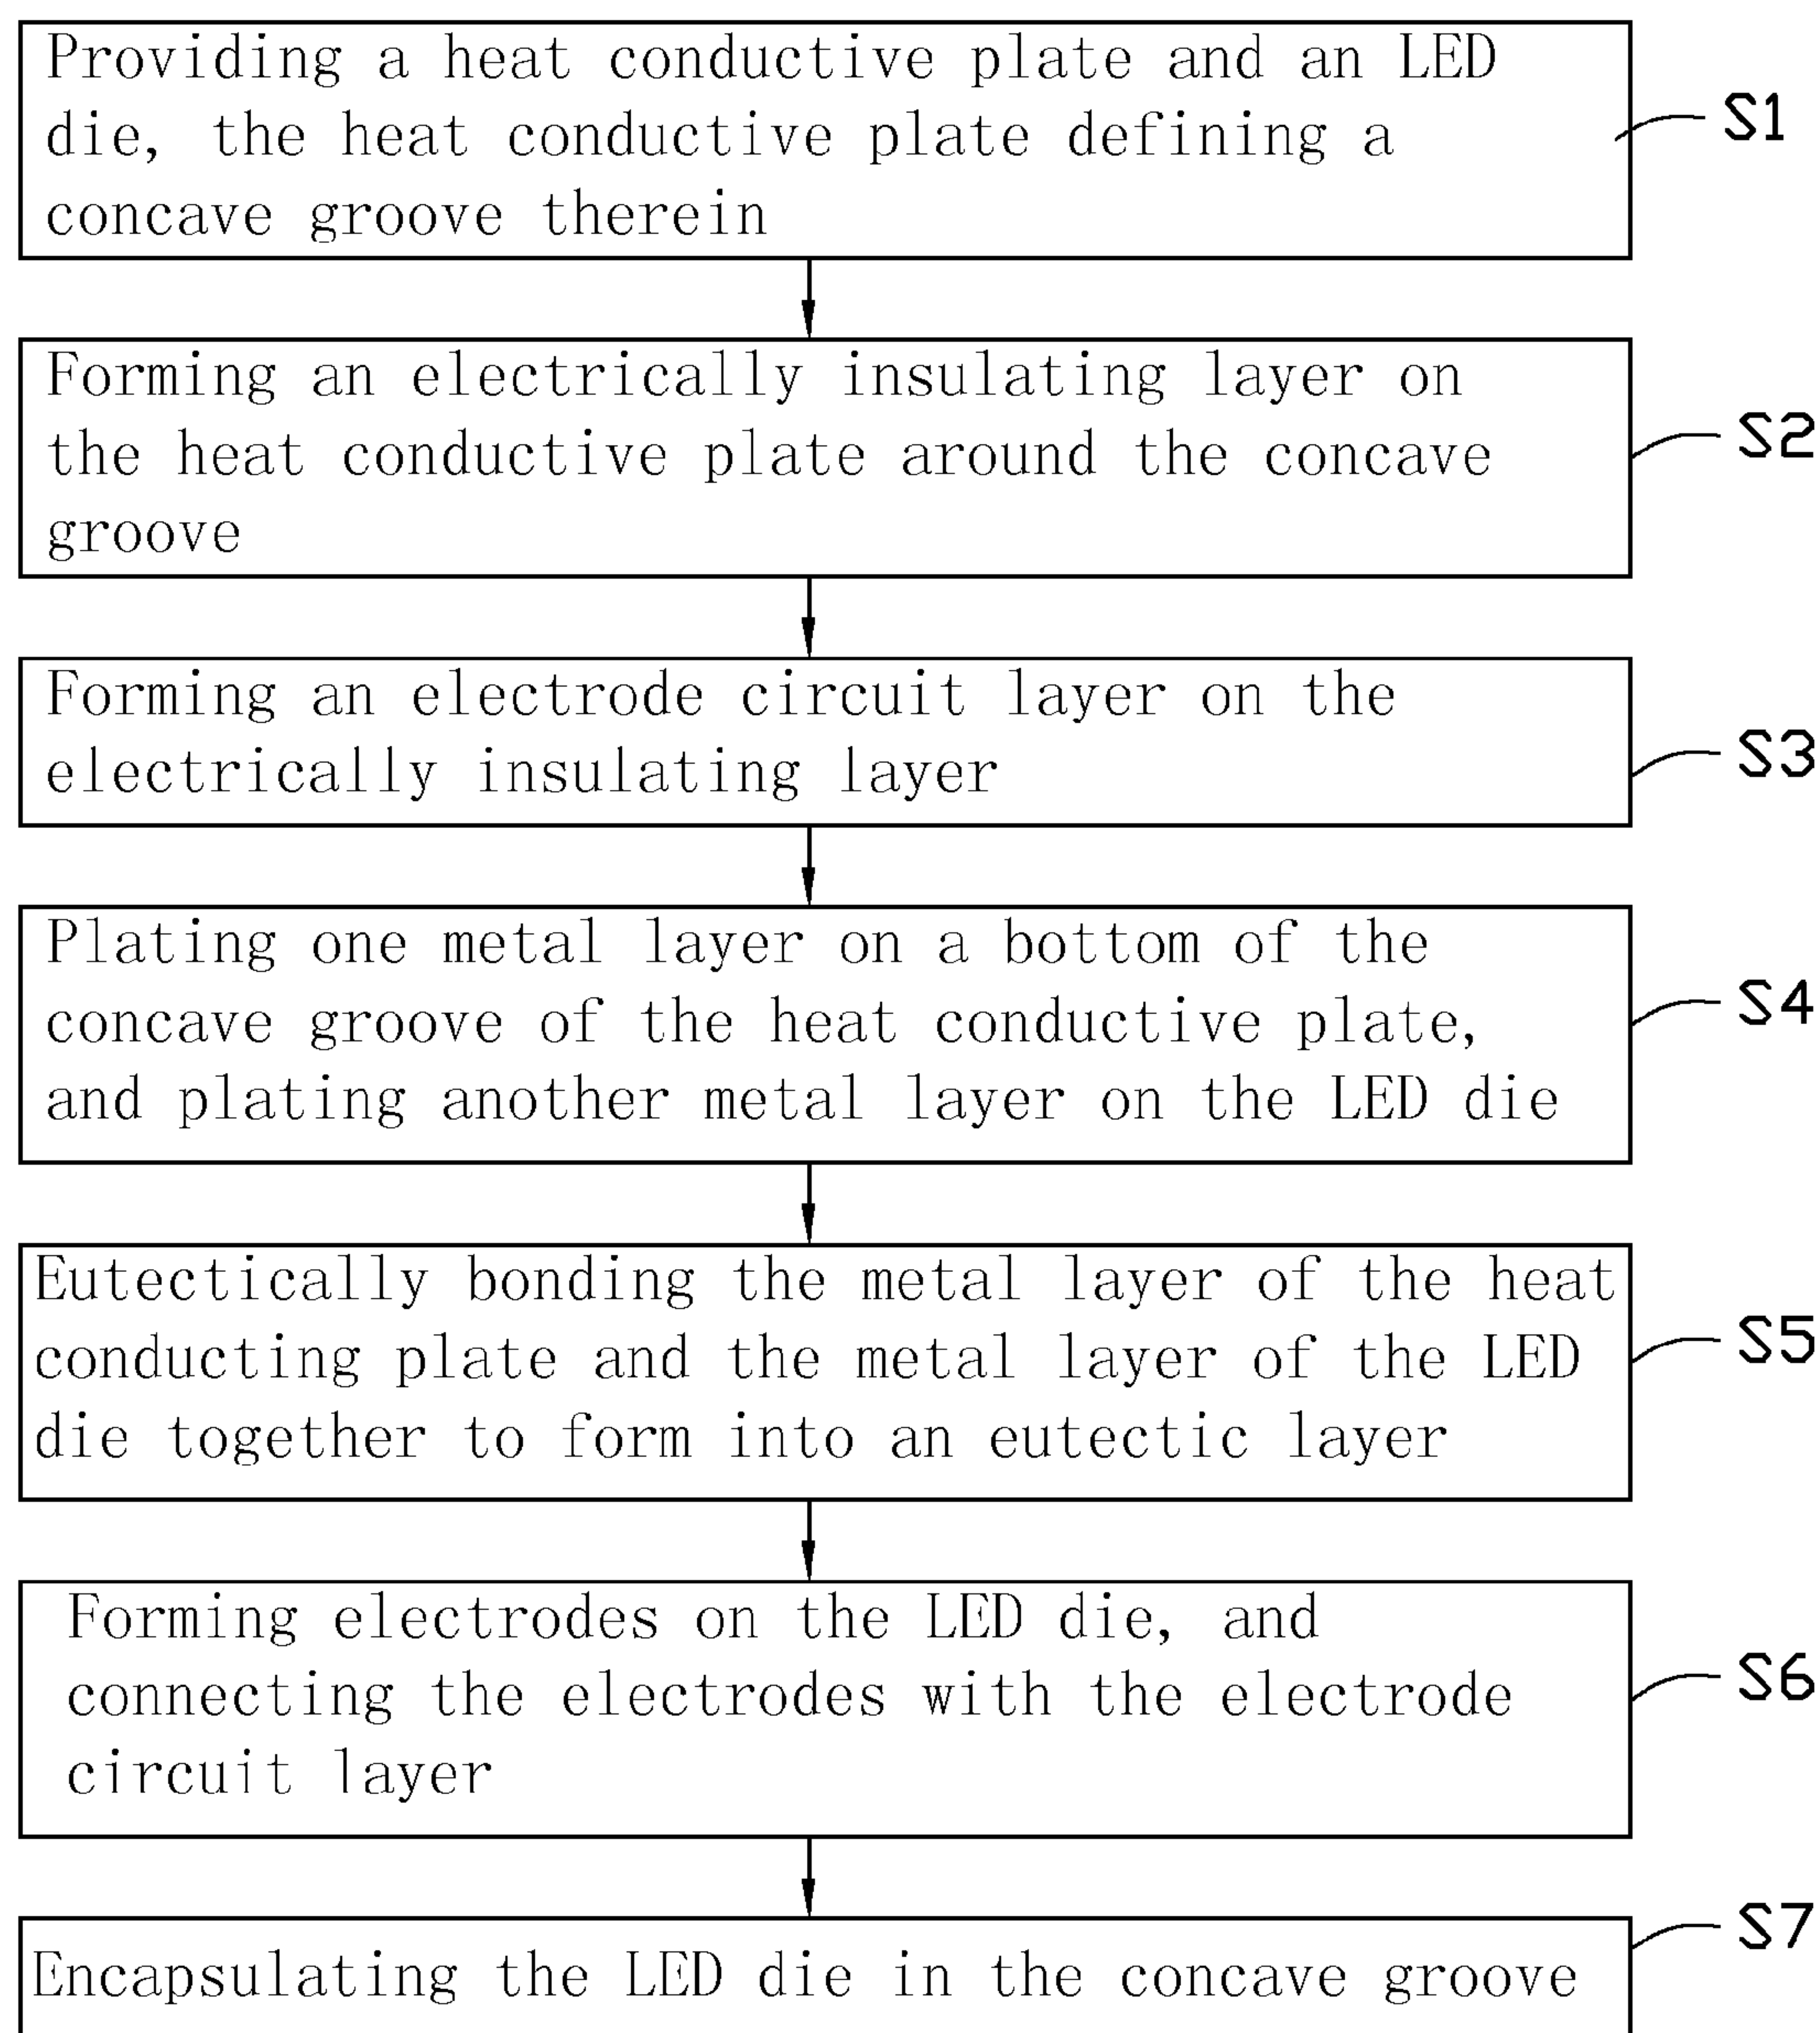 Providing a heat conductive plate and an LED
die, the heat conductive plate defining a
concave groove therein
S1
Forming an electrically insulating layer on
the heat conductive plate around the concave
groove
S2
Forming an electrode circuit layer on the
electrically insulating layer
S3
Plating one metal layer on a bottom of the
concave groove of the heat conductive plate,
and plating another metal layer on the LED die
S4
Eutectically bonding the metal layer of the heat
conducting plate and the metal layer of the LED
die together to form into an eutectic layer
S5
Forming electrodes on the LED die, and
connecting the electrodes with the electrode
circuit layer
S6
Encapsulating the LED die in the concave groove
S7